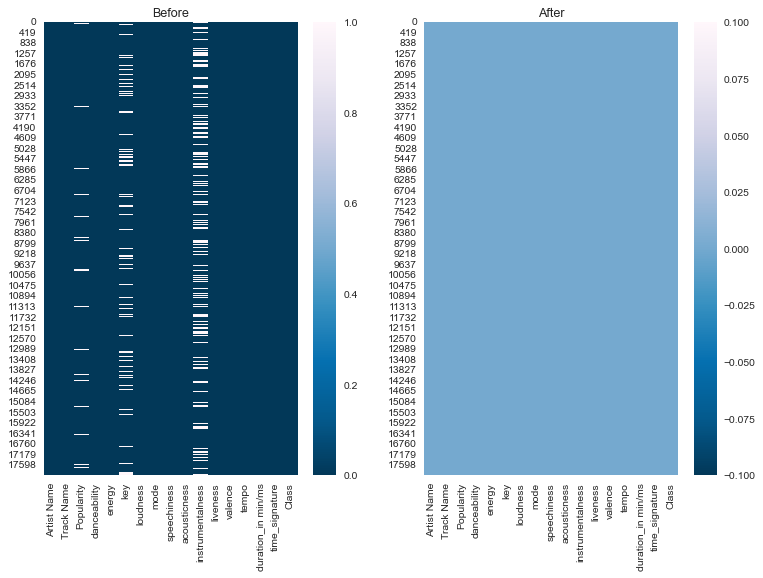 Before
0
419
838
1257
1676
2095
2514
2933
3352
3771
4190
4609
5028
5447
5866
6285
6704
7123
7542
7961
8380
8799
9218
9637
10056
10475
10894
11313
11732
12151
12570
12989
13408
13827
14246
14665
15084
15503
15922
16341
16760
17179
17598
Artist Name
Track Name
Popularity
danceability
energy
key
loudness
mode
speechiness
acousticness
instrumentalness
liveness
valence
tempo
duration_in min/ms
time_signature
Class
1.0
0.8
0.6
0.4
0.2
0.0
After
0
419
838
1257
1676
2095
2514
2933
3352
3771
4190
4609
5028
5447
5866
6285
6704
7123
7542
7961
8380
8799
9218
9637
10056
10475
10894
11313
11732
12151
12570
12989
13408
13827
14246
14665
15084
15503
15922
16341
16760
17179
17598
Artist Name
Track Name
Popularity
danceability
energy
key
loudness
mode
speechiness
acousticness
instrumentalness
liveness
valence
tempo
duration_in min/ms
time_signature
Class
0.100
0.075
0.050
0.025
0.000
−0.025
−0.050
−0.075
−0.100